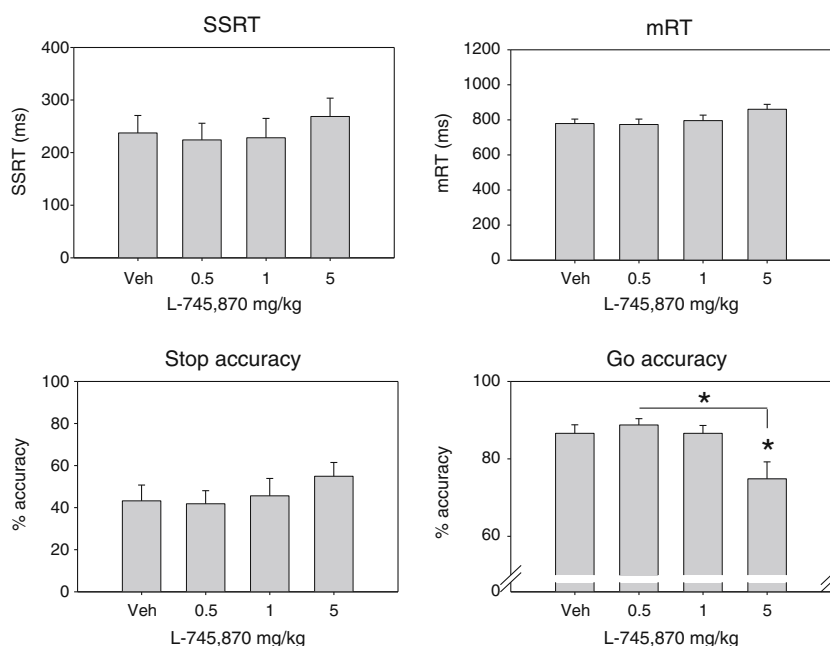 SSRT
400
300
200
100
0
SSRT (ms)
Veh 0.5 1 5
L-745,870 mg/kg
mRT
1200
1000
800
600
400
200
0
mRT (ms)
Veh 0.5 1 5
L-745,870 mg/kg
Stop accuracy
100
80
60
40
20
0
% accuracy
Veh 0.5 1 5
L-745,870 mg/kg
Go accuracy
100
80
60
0
% accuracy
*
*
Veh 0.5 1 5
L-745,870 mg/kg